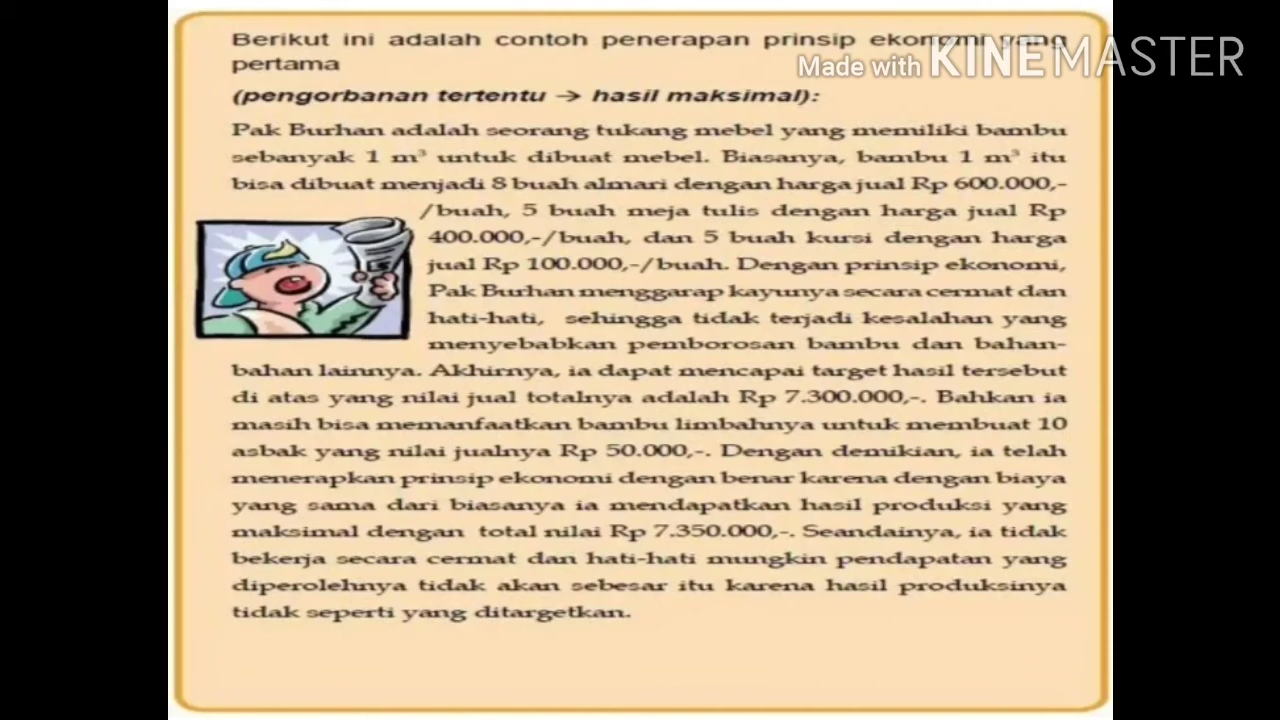 Berikut ini adalah contoh penerapan prinsip ekonomi yang
pertama
Made with KINEMASTER
(pengorbanan tertentu → hasil maksimal):
Pak Burhan adalah seorang tukang mebel yang memiliki bambu
sebanyak 1 m³ untuk dibuat mebel. Biasanya, bambu 1 m³ itu
bisa dibuat menjadi 8 buah almari dengan harga jual Rp 600.000,-
/buah, 5 buah meja tulis dengan harga jual Rp
400.000,-/buah, dan 5 buah kursi dengan harga
jual Rp 100.000,-/buah. Dengan prinsip ekonomi,
Pak Burhan menggarap kayunya secara cermat dan
hati-hati, sehingga tidak terjadi kesalahan yang
menyebabkan pemborosan bambu dan bahan-
bahan lainnya. Akhirnya, ia dapat mencapai target hasil tersebut
di atas yang nilai jual totalnya adalah Rp 7.300.000,-. Bahkan ia
masih bisa memanfaatkan bambu limbahnya untuk membuat 10
asbak yang nilai jualnya Rp 50.000,-. Dengan demikian, ia telah
menerapkan prinsip ekonomi dengan benar karena dengan biaya
yang sama dari biasanya ia mendapatkan hasil produksi yang
maksimal dengan total nilai Rp 7.350.000,-. Seandainya, ia tidak
bekerja secara cermat dan hati-hati mungkin pendapatan yang
diperolehnya tidak akan sebesar itu karena hasil produksinya
tidak seperti yang ditargetkan.